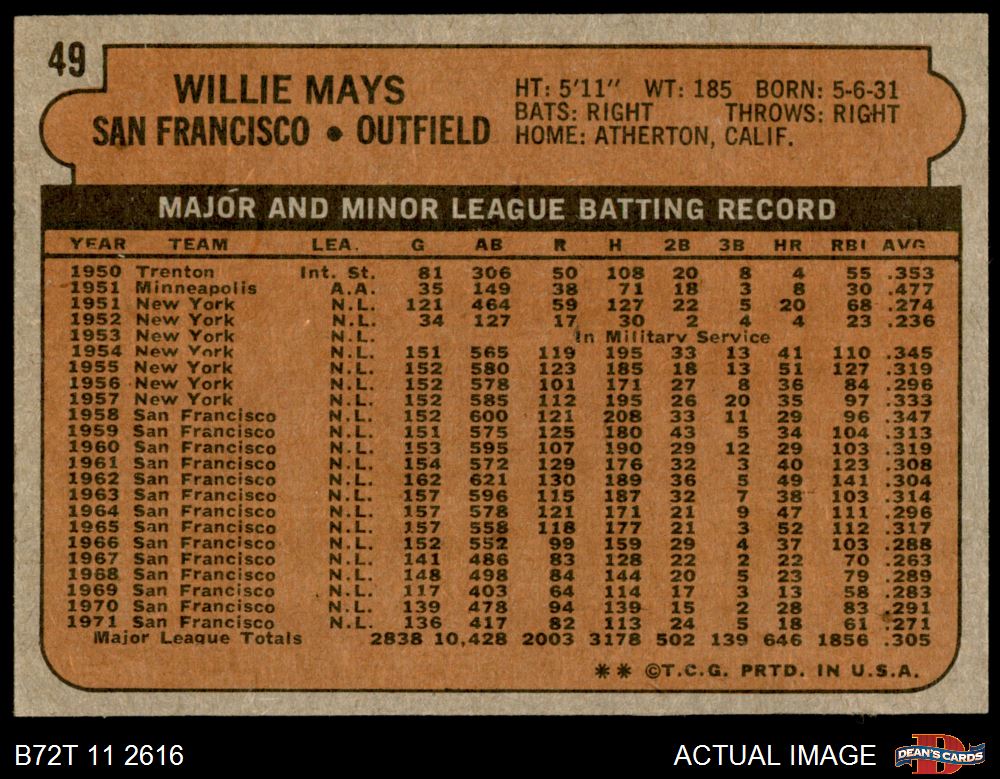 49
WILLIE MAYS
SAN FRANCISCO • OUTFIELD
HT: 5'11" WT: 185 BORN: 5-6-31
BATS: RIGHT THROWS: RIGHT
HOME: ATHERTON, CALIF.
MAJOR AND MINOR LEAGUE BATTING RECORD
YEAR TEAM LEA. G AB R H 2B 3B HR RBI AVG
1950 Trenton Int. St. 81 306 50 108 20 8 4 55 .353
1951 Minneapolis A.A. 35 149 38 71 18 3 8 30 .477
1951 New York N.L. 121 464 59 127 22 5 20 68 .274
1952 New York N.L. 34 127 17 30 2 4 4 23 .236
1953 New York N.L. In Military Service
1954 New York N.L. 151 565 119 195 33 13 41 110 .345
1955 New York N.L. 152 580 123 185 18 13 51 127 .319
1956 New York N.L. 152 578 101 171 27 8 36 84 .296
1957 New York N.L. 152 585 112 195 26 20 35 97 .333
1958 San Francisco N.L. 152 600 121 208 33 11 29 96 .347
1959 San Francisco N.L. 151 575 125 180 43 5 34 104 .313
1960 San Francisco N.L. 153 595 107 190 29 12 29 103 .319
1961 San Francisco N.L. 154 572 129 176 32 3 40 123 .308
1962 San Francisco N.L. 162 621 130 189 36 5 49 141 .304
1963 San Francisco N.L. 157 596 115 187 32 7 38 103 .314
1964 San Francisco N.L. 157 578 121 171 21 9 47 111 .296
1965 San Francisco N.L. 157 558 118 177 21 3 52 112 .317
1966 San Francisco N.L. 152 552 99 159 29 4 37 103 .288
1967 San Francisco N.L. 141 486 83 128 22 2 22 70 .263
1968 San Francisco N.L. 148 498 84 144 20 5 23 79 .289
1969 San Francisco N.L. 117 403 64 114 17 3 13 58 .283
1970 San Francisco N.L. 139 478 94 139 15 2 28 83 .291
1971 San Francisco N.L. 136 417 82 113 24 5 18 61 .271
Major League Totals 2838 10,428 2003 3178 502 139 646 1856 .305
** ©T.C.G. PRTD. IN U.S.A.
B72T 11 2616
ACTUAL IMAGE
DEAN'S CARDS